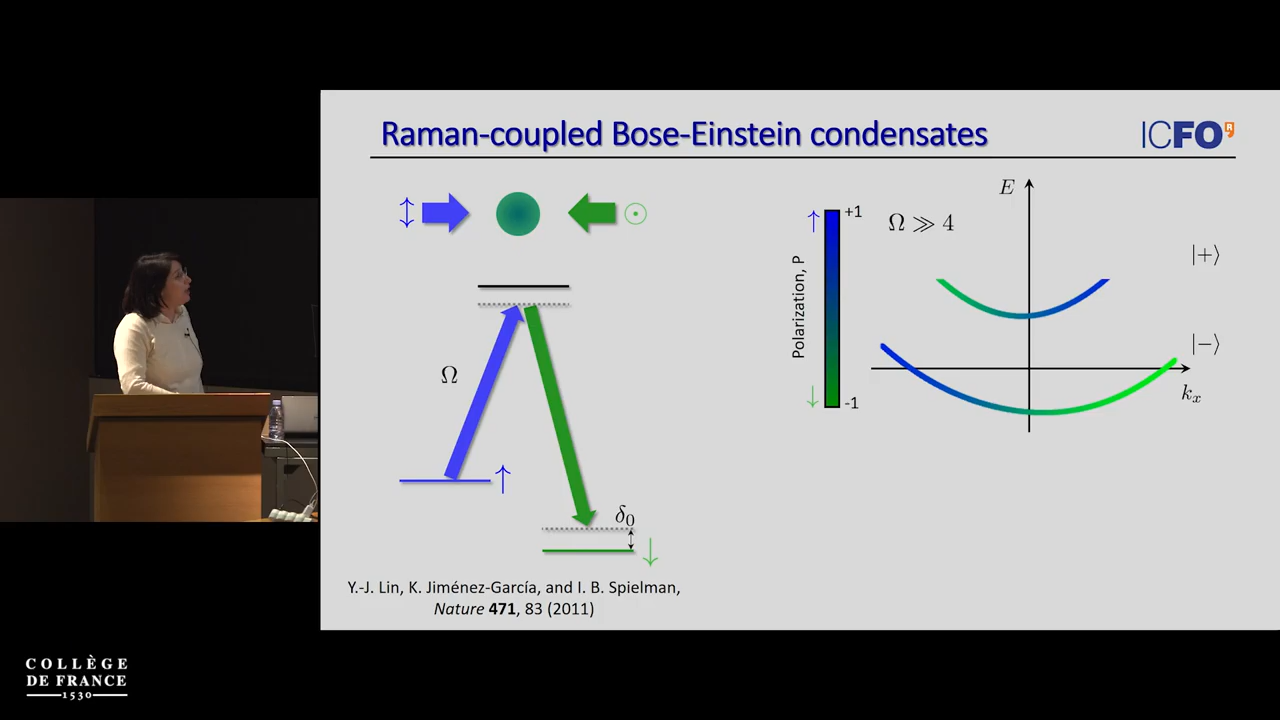 Raman-coupled Bose-Einstein condensates
ICFO
E
+1
Ω ≫ 4
|+⟩
Polarization, P
|−⟩
Ω
k_x
-1
δ₀
Y.-J. Lin, K. Jiménez-García, and I. B. Spielman,
Nature 471, 83 (2011)
COLLÈGE
DE FRANCE
1530